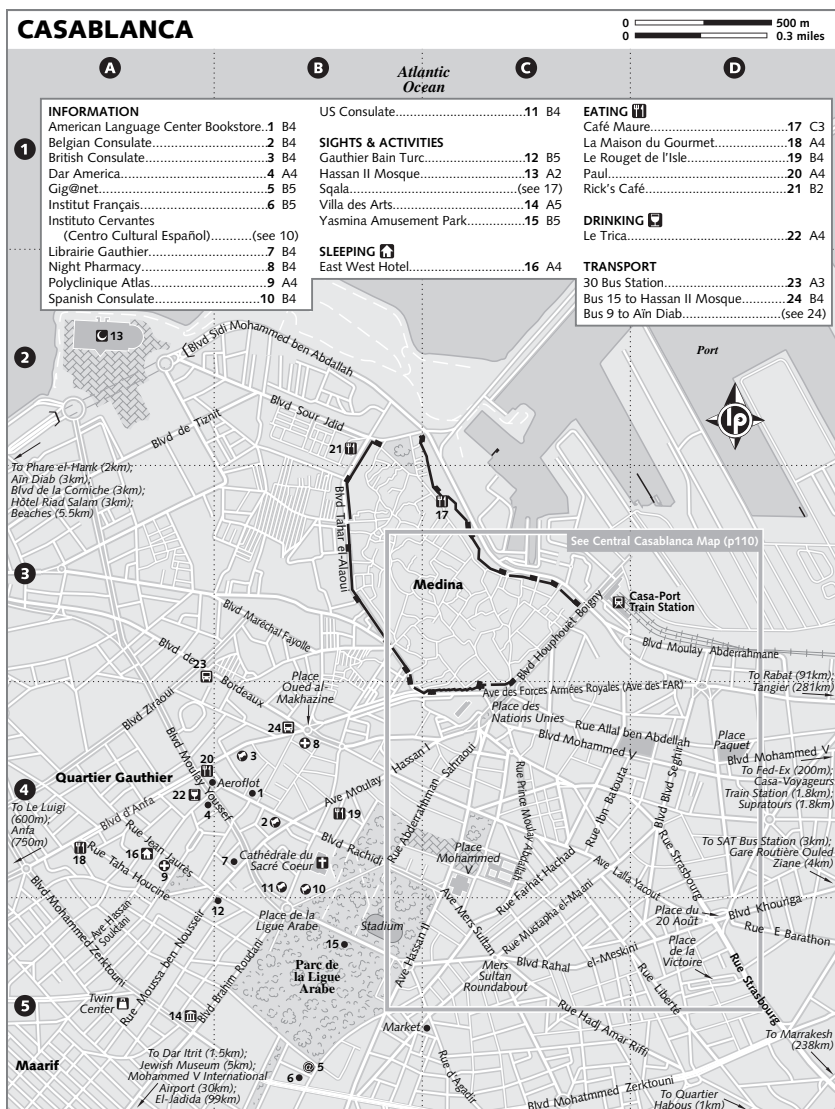 CASABLANCA
0 500 m
0 0.3 miles
A B C D
Atlantic
Ocean
1
INFORMATION
American Language Center Bookstore..1 B4
Belgian Consulate............................2 B4
British Consulate..............................3 B4
Dar America....................................4 A4
Gig@net..........................................5 B5
Institut Français................................6 B5
Instituto Cervantes
(Centro Cultural Español)..........(see 10)
Librairie Gauthier..............................7 B4
Night Pharmacy................................8 B4
Polyclinique Atlas..............................9 A4
Spanish Consulate..........................10 B4
US Consulate.................................11 B4
SIGHTS & ACTIVITIES
Gauthier Bain Turc..........................12 B5
Hassan II Mosque...........................13 A2
Sqala.........................................(see 17)
Villa des Arts..................................14 A5
Yasmina Amusement Park..............15 B5
SLEEPING
East West Hotel..............................16 A4
EATING
Café Maure....................................17 C3
La Maison du Gourmet...................18 A4
Le Rouget de l'Isle..........................19 B4
Paul...............................................20 A4
Rick's Café.....................................21 B2
DRINKING
Le Trica..........................................22 A4
TRANSPORT
30 Bus Station................................23 A3
Bus 15 to Hassan II Mosque............24 B4
Bus 9 to Aïn Diab.......................(see 24)
13
2
Blvd Sidi Mohammed ben Abdallah
Port
lp
Blvd Sour Jdid
Blvd de Tiznit
21
To Phare el-Hank (2km);
Aïn Diab (3km);
Blvd de la Corniche (3km);
Hôtel Riad Salam (3km);
Beaches (5.5km)
17
Blvd Tahar el-Alaoui
See Central Casablanca Map (p110)
3
Medina
Casa-Port
Train Station
Blvd Houphouët Boigny
Blvd Maréchal Fayolle
Blvd Moulay Abderrahmane
Blvd de Bordeaux
23
Place
Oued al-
Makhazine
To Rabat (91km);
Tangier (281km)
Ave des Forces Armées Royales (Ave des FAR)
Blvd Ziraoui
Place des
Nations Unies
24
8
Rue Allal ben Abdellah
Blvd Mohammed V
Place
Paquet
Blvd Mohammed V
3
20
Hassan I
To Fed-Ex (200m);
Casa-Voyageurs
Train Station (1.8km);
Supratours (1.8km)
Quartier Gauthier
Aeroflot
Blvd Moulay Youssef
4
22
1
4
Ave Moulay
Rue Abderrahman Sahraoui
Rue Prince Moulay Abdallah
Rue Ibn Batouta
Blvd Blvd Seghir
To Le Luigi
(600m);
Anfa
(750m)
Blvd d'Anfa
2
19
Blvd Rachidi
Rue Jean Jaurès
18
16
9
7
Cathédrale du
Sacré Coeur
Place
Mohammed
V
Rue Strasbourg
To SAT Bus Station (3km);
Gare Routière Ouled
Ziane (4km)
Rue Taha Houcine
Rue Farhat Hachad
Ave Lalla Yacout
11
10
12
Blvd Mohammed Zerktouni
Ave Hassan
Souktani
Place de la
Ligue Arabe
Stadium
Ave Mers Sultan
Rue Mustapha el-Maani
Place du
20 Août
Blvd Khouriga
Rue E Barathon
15
Ave Hassan II
Place
de la
Victoire
Parc de
la Ligue
Arabe
Mers
Sultan
Roundabout
Blvd Rahal el-Meskini
Rue Moussa ben Nousseir
Blvd Brahim Roudani
Rue Liberté
Rue Strasbourg
5
Twin
Center
14
Market
Rue Hadj Amar Riffi
To Marrakesh
(238km)
Maarif
To Dar Itrit (1.5km);
Jewish Museum (5km);
Mohammed V International
Airport (30km);
El-Jadida (99km)
@ 5
6
Rue d'Agadir
Blvd Mohatmmed Zerktouni
To Quartier
Habous (1km)